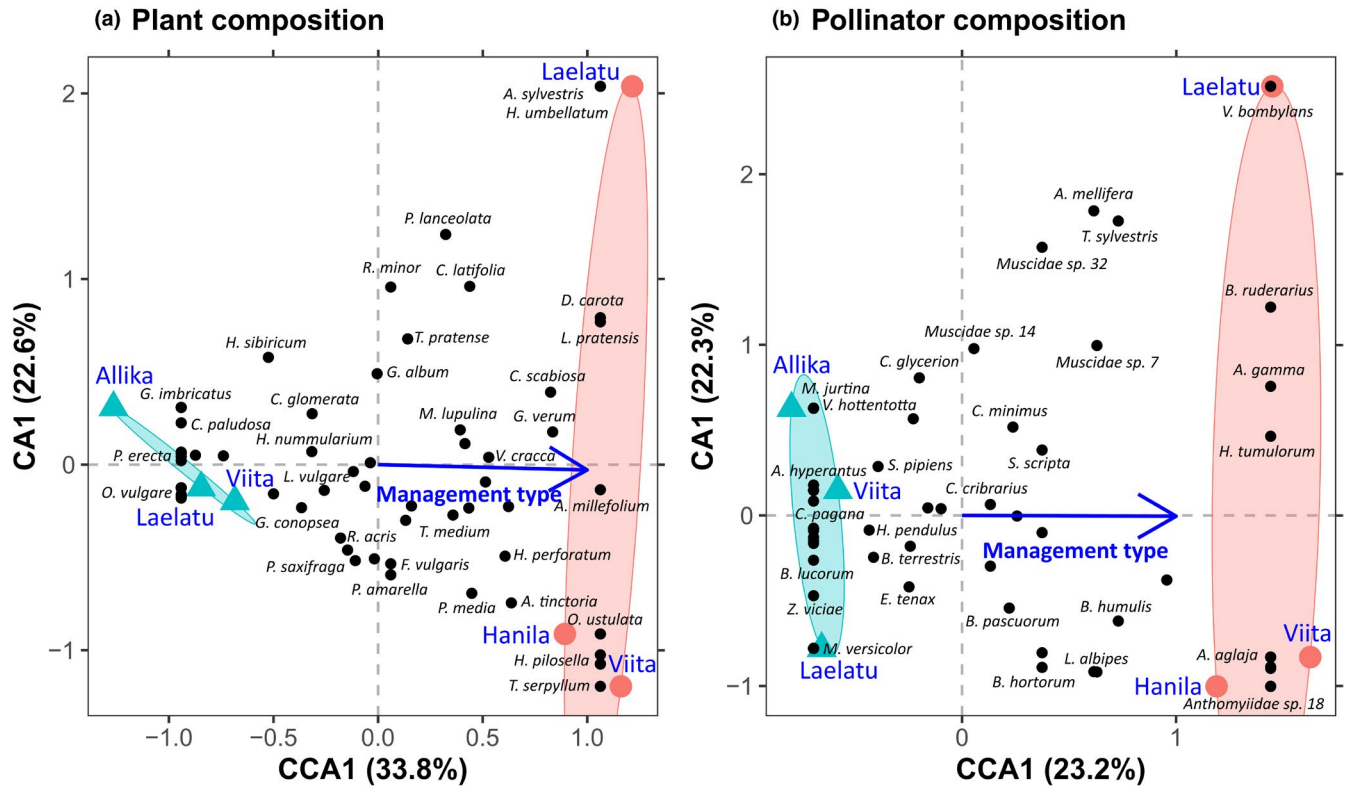 (a) Plant composition
Laelatu
A. sylvestris
H. umbellatum
P. lanceolata
R. minor
C. latifolia
D. carota
L. pratensis
T. pratense
H. sibiricum
G. album
C. scabiosa
Allika
G. imbricatus
C. glomerata
M. lupulina
G. verum
C. paludosa
H. nummularium
P. erecta
V. cracca
L. vulgare
Viita
Management type
O. vulgare
A. millefolium
Laelatu
G. conopsea
T. medium
R. acris
H. perforatum
P. saxifraga
F. vulgaris
P. amarella
P. media
A. tinctoria
O. ustulata
Hanila
H. pilosella
Viita
T. serpyllum
2
1
0
−1
CA1 (22.6%)
−1.0
−0.5
0.0
0.5
1.0
CCA1 (33.8%)
(b) Pollinator composition
Laelatu
V. bombylans
A. mellifera
T. sylvestris
Muscidae sp. 32
B. ruderarius
Muscidae sp. 14
Muscidae sp. 7
C. glycerion
Allika
A. gamma
M. jurtina
V. hottentotta
C. minimus
H. tumulorum
S. pipiens
S. scripta
A. hyperantus
Viita
C. cribrarius
C. pagana
H. pendulus
Management type
B. lucorum
B. terrestris
Z. viciae
E. tenax
B. pascuorum
B. humilis
Viita
M. versicolor
L. albipes
A. aglaja
Laelatu
B. hortorum
Hanila
Anthomyiidae sp. 18
2
1
0
−1
CA1 (22.3%)
0
1
CCA1 (23.2%)